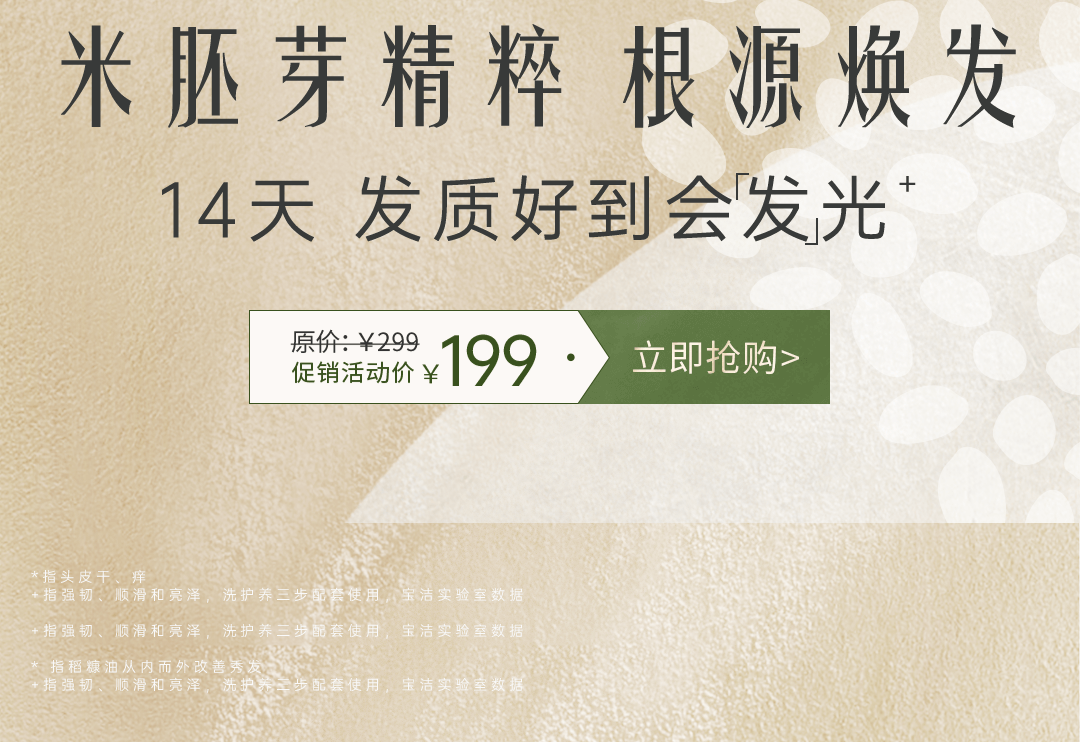 米胚芽精粹 根源焕发
14天 发质好到会「发」光+
原价：￥299
促销活动价￥199 ·
立即抢购>
*指头皮干、痒
+指强韧、顺滑和亮泽，洗护养三步配套使用，宝洁实验室数据
+指强韧、顺滑和亮泽，洗护养三步配套使用，宝洁实验室数据
* 指稻糠油从内而外改善秀发
+指强韧、顺滑和亮泽，洗护养三步配套使用，宝洁实验室数据